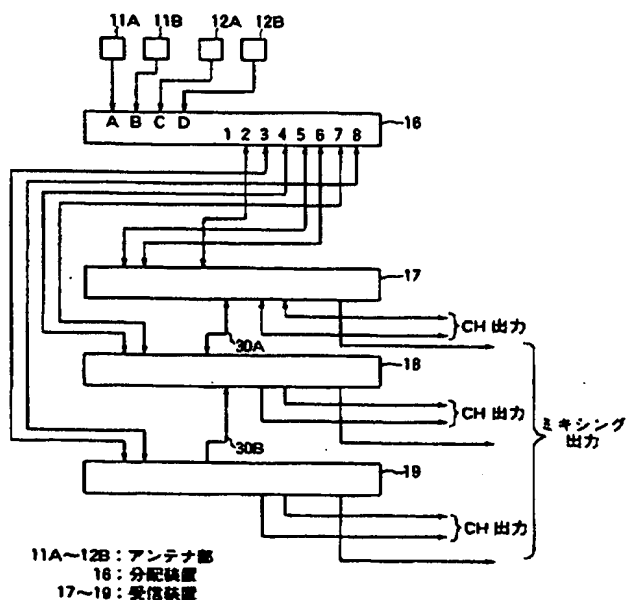 11A 11B 12A 12B
A B C D
1 2 3 4 5 6 7 8
16
17
CH 出力
30A
18
CH 出力
ミキシング
出力
30B
19
CH 出力
11A～12B：アンテナ部
16：分配装置
17～19：受信装置